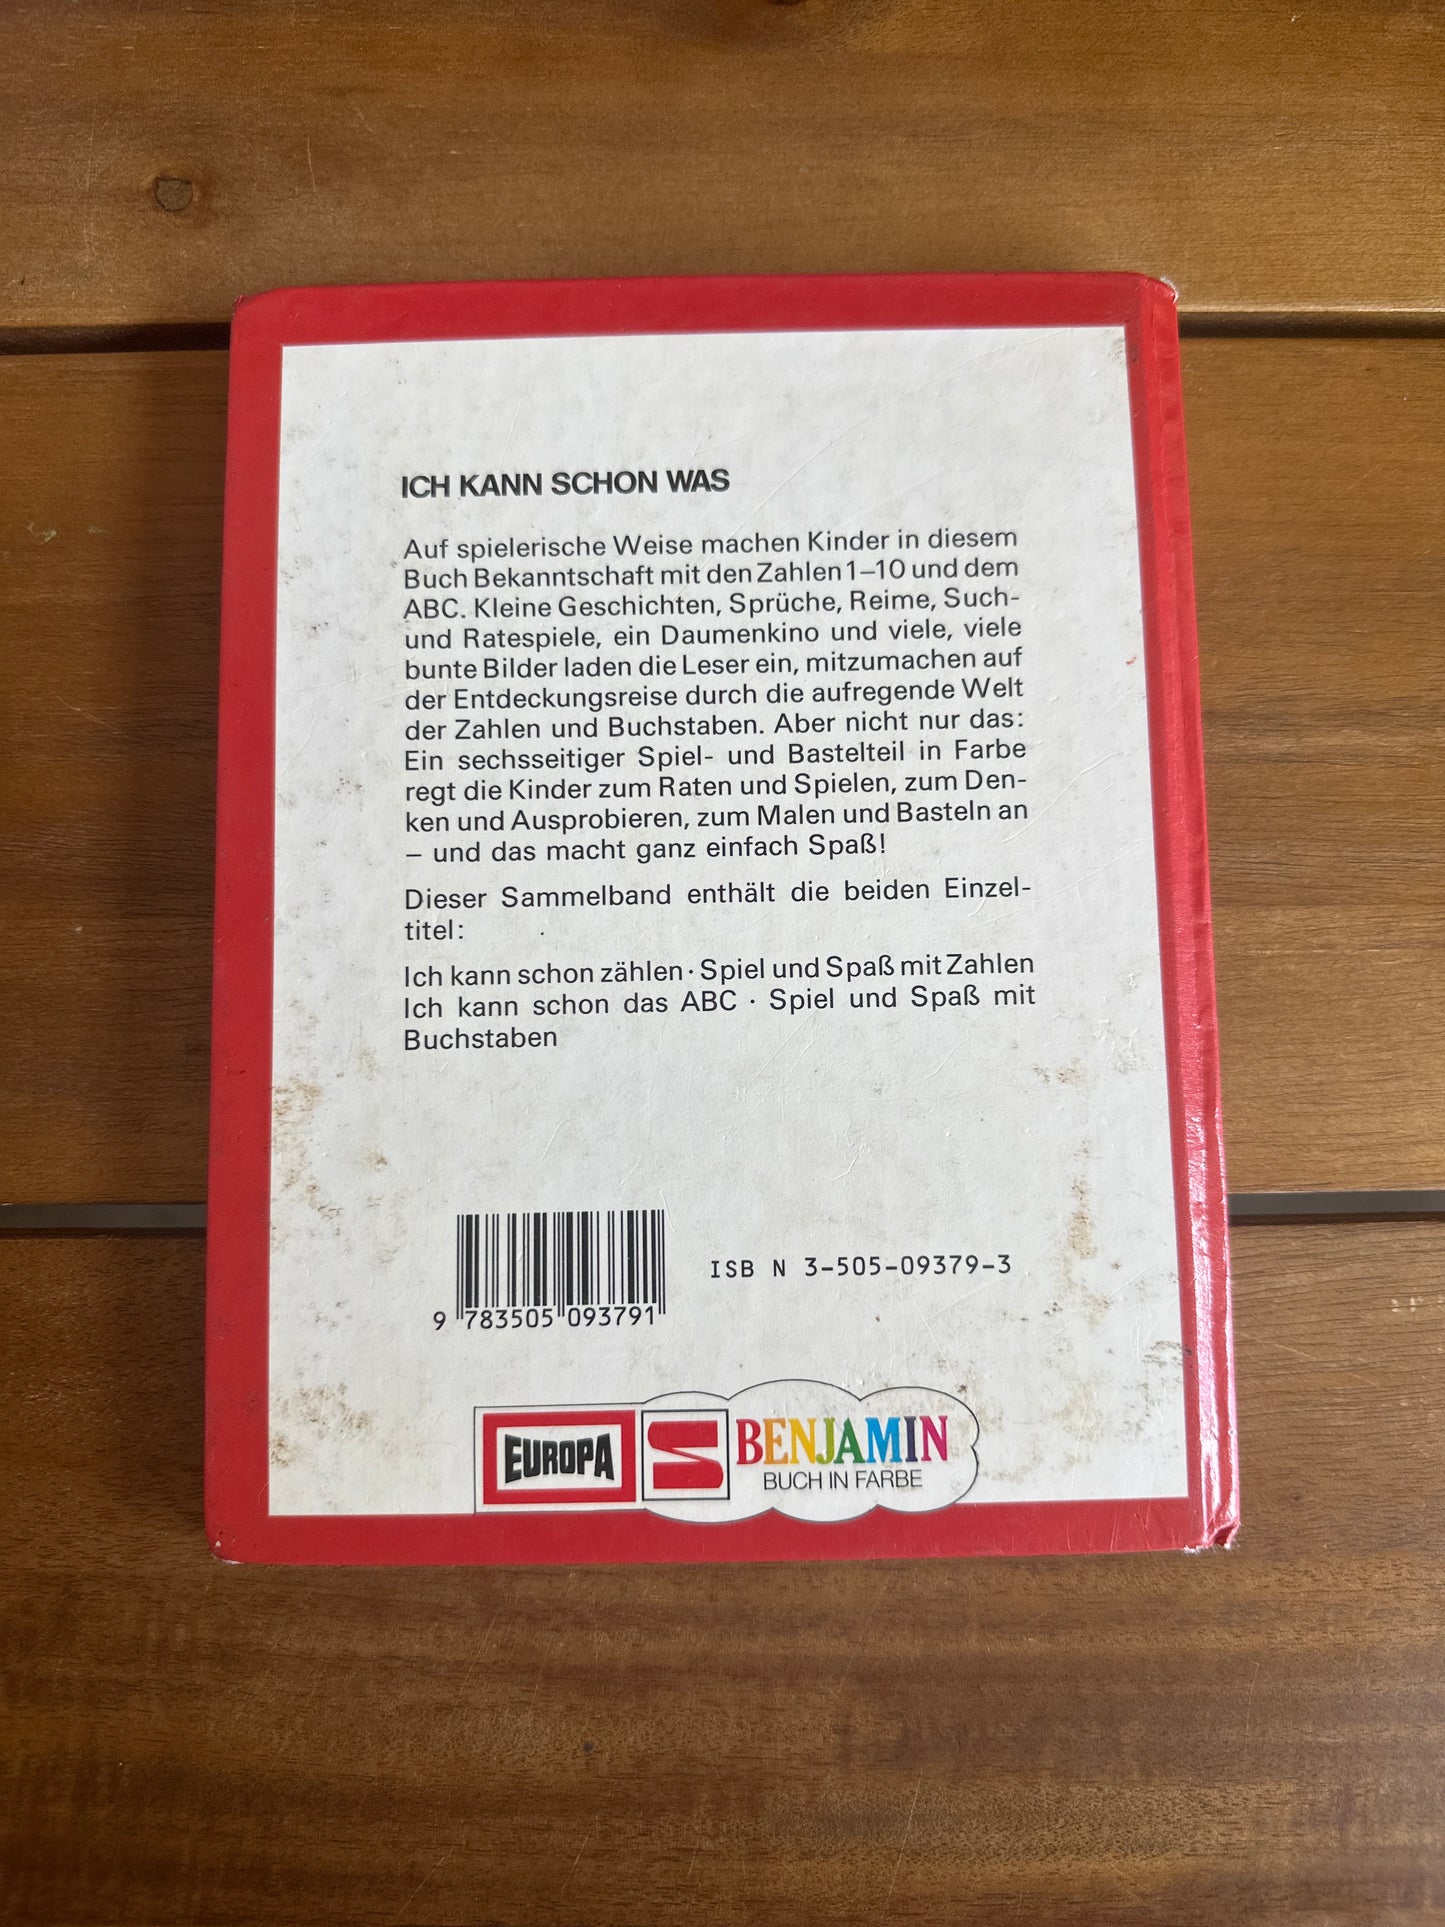 ICH KANN SCHON WAS
Auf spielerische Weise machen Kinder in diesem
Buch Bekanntschaft mit den Zahlen 1–10 und dem
ABC. Kleine Geschichten, Sprüche, Reime, Such-
und Ratespiele, ein Daumenkino und viele, viele
bunte Bilder laden die Leser ein, mitzumachen auf
der Entdeckungsreise durch die aufregende Welt
der Zahlen und Buchstaben. Aber nicht nur das:
Ein sechsseitiger Spiel- und Bastelteil in Farbe
regt die Kinder zum Raten und Spielen, zum Den-
ken und Ausprobieren, zum Malen und Basteln an
– und das macht ganz einfach Spaß!
Dieser Sammelband enthält die beiden Einzel-
titel:
Ich kann schon zählen · Spiel und Spaß mit Zahlen
Ich kann schon das ABC · Spiel und Spaß mit
Buchstaben
ISB N 3-505-09379-3
9 783505 093791
EUROPA
S
BENJAMIN
BUCH IN FARBE